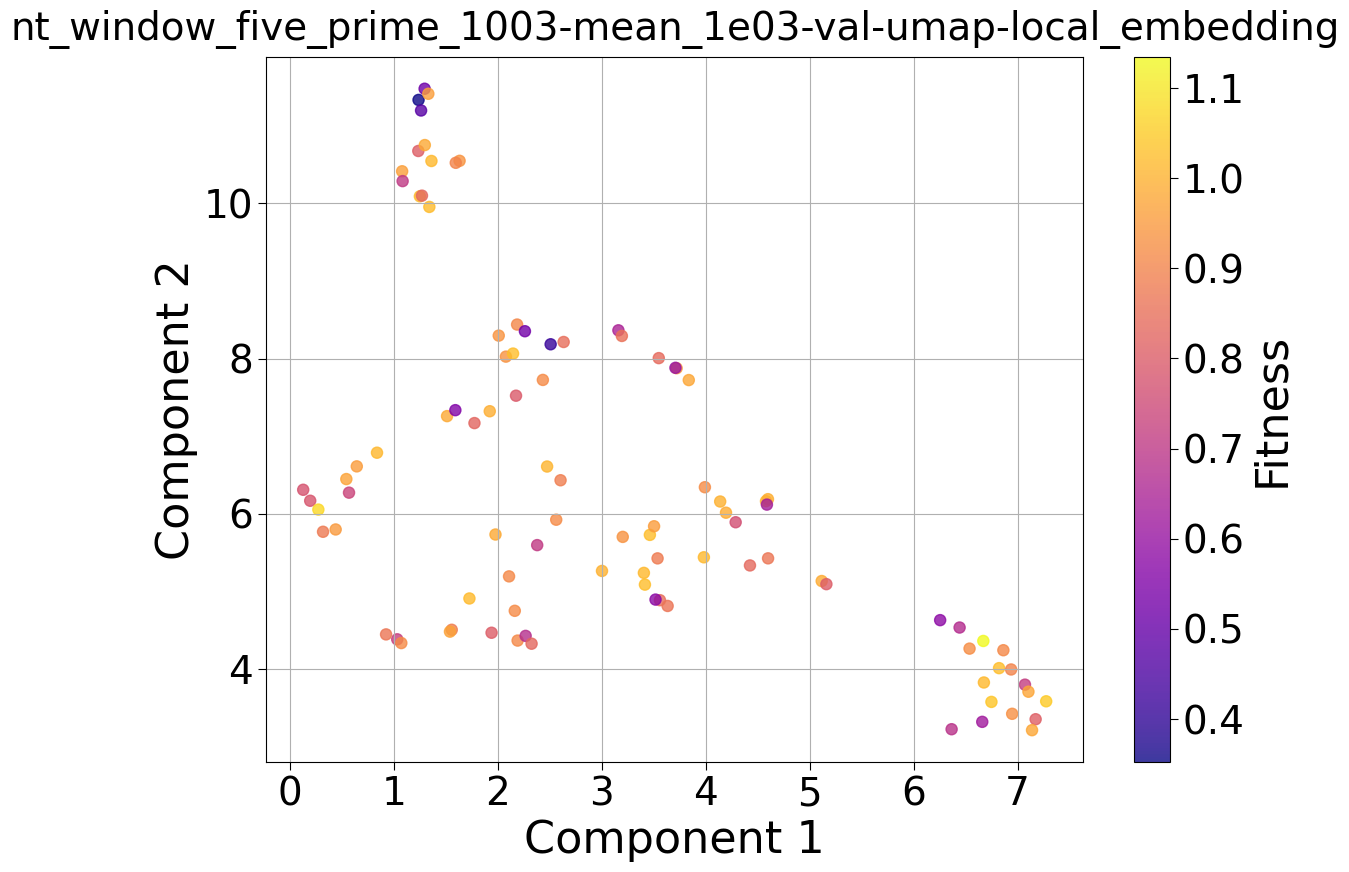 nt_window_five_prime_1003-mean_1e03-val-umap-local_embedding
Component 2
10
8
6
4
0 1 2 3 4 5 6 7
Component 1
1.1
1.0
0.9
0.8
0.7
0.6
0.5
0.4
Fitness